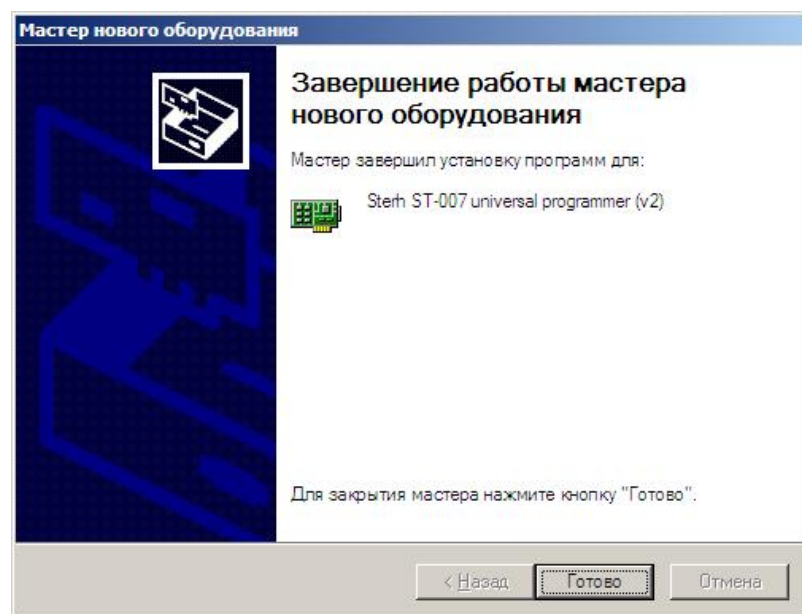 Мастер нового оборудования
Завершение работы мастера
нового оборудования
Мастер завершил установку программ для:
Sterh ST-007 universal programmer (v2)
Для закрытия мастера нажмите кнопку "Готово".
< Назад Готово Отмена